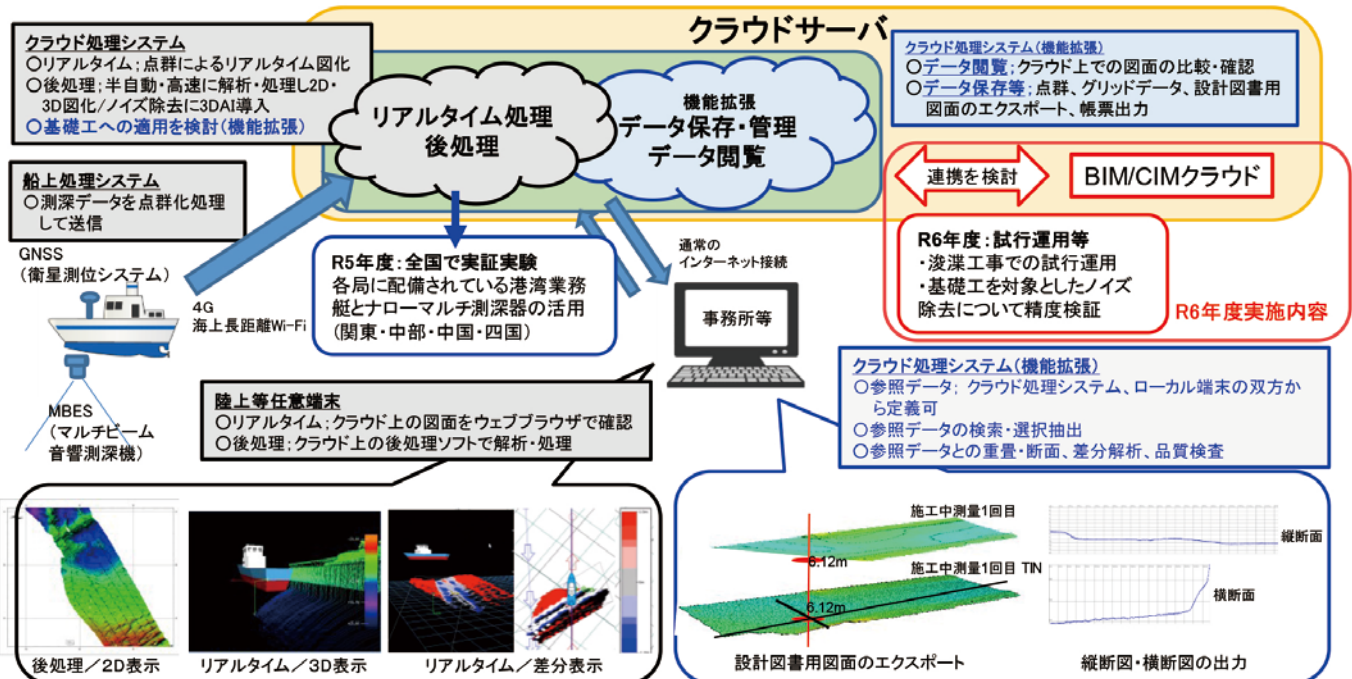 クラウドサーバ
クラウド処理システム
○リアルタイム；点群によるリアルタイム図化
○後処理；半自動・高速に解析・処理し2D・
3D図化/ノイズ除去に3DAI導入
○基礎工への適用を検討(機能拡張)
リアルタイム処理
後処理
機能拡張
データ保存・管理
データ閲覧
クラウド処理システム(機能拡張)
○データ閲覧；クラウド上での図面の比較・確認
○データ保存等；点群、グリッドデータ、設計図書用
図面のエクスポート、帳票出力
連携を検討
BIM/CIMクラウド
船上処理システム
○測深データを点群化処理
して送信
GNSS
(衛星測位システム)
4G
海上長距離Wi-Fi
MBES
(マルチビーム
音響測深機)
R5年度：全国で実証実験
各局に配備されている港湾業務
艇とナローマルチ測深器の活用
(関東・中部・中国・四国)
通常の
インターネット接続
事務所等
R6年度：試行運用等
・浚渫工事での試行運用
・基礎工を対象としたノイズ
除去について精度検証
R6年度実施内容
陸上等任意端末
○リアルタイム；クラウド上の図面をウェブブラウザで確認
○後処理；クラウド上の後処理ソフトで解析・処理
クラウド処理システム(機能拡張)
○参照データ；クラウド処理システム、ローカル端末の双方か
ら定義可
○参照データの検索・選択抽出
○参照データとの重畳・断面、差分解析、品質検査
後処理／2D表示
リアルタイム／3D表示
リアルタイム／差分表示
施工中測量1回目
6.12m
施工中測量1回目 TIN
6.12m
縦断面
横断面
設計図書用図面のエクスポート
縦断図・横断図の出力